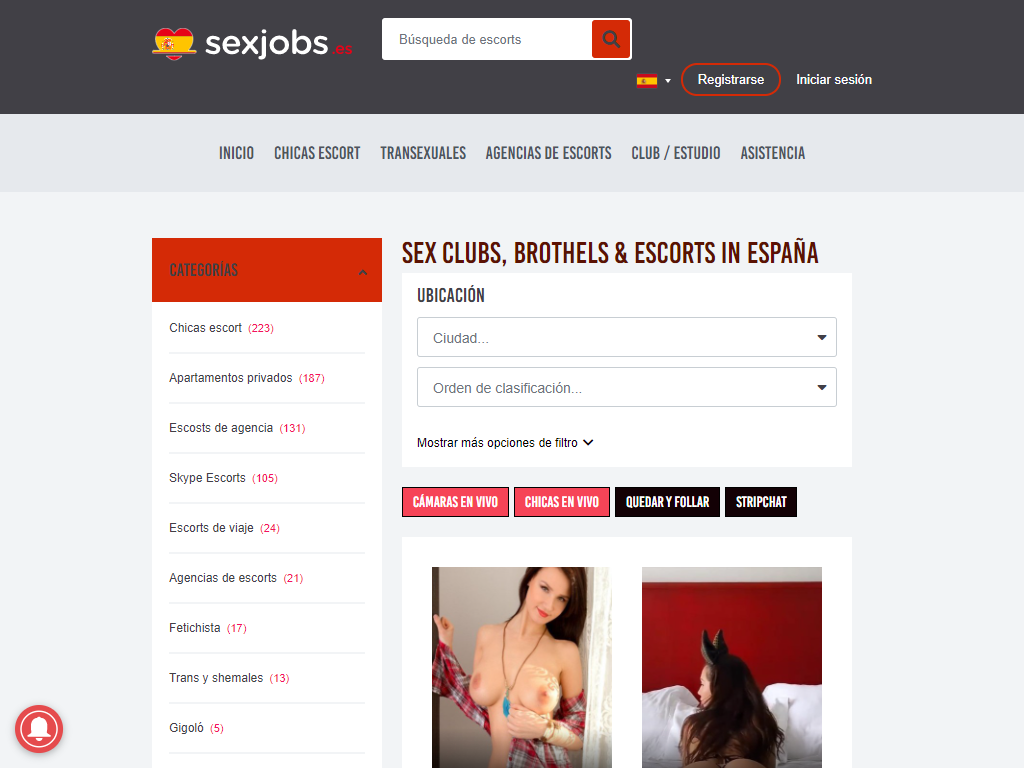 sexjobs.es
Búsqueda de escorts
Registrarse
Iniciar sesión
INICIO
CHICAS ESCORT
TRANSEXUALES
AGENCIAS DE ESCORTS
CLUB / ESTUDIO
ASISTENCIA
CATEGORÍAS
Chicas escort (223)
Apartamentos privados (187)
Escosts de agencia (131)
Skype Escorts (105)
Escorts de viaje (24)
Agencias de escorts (21)
Fetichista (17)
Trans y shemales (13)
Gigoló (5)
SEX CLUBS, BROTHELS & ESCORTS IN ESPAÑA
UBICACIÓN
Ciudad...
Orden de clasificación...
Mostrar más opciones de filtro
CÁMARAS EN VIVO
CHICAS EN VIVO
QUEDAR Y FOLLAR
STRIPCHAT